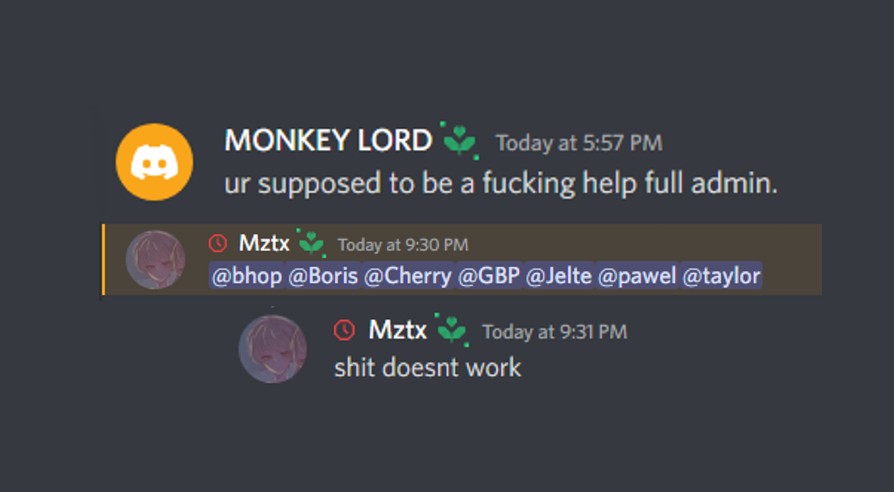 MONKEY LORD Today at 5:57 PM
ur supposed to be a fucking help full admin.
Mztx Today at 9:30 PM
@bhop @Boris @Cherry @GBP @Jelte @pawel @taylor
Mztx Today at 9:31 PM
shit doesnt work